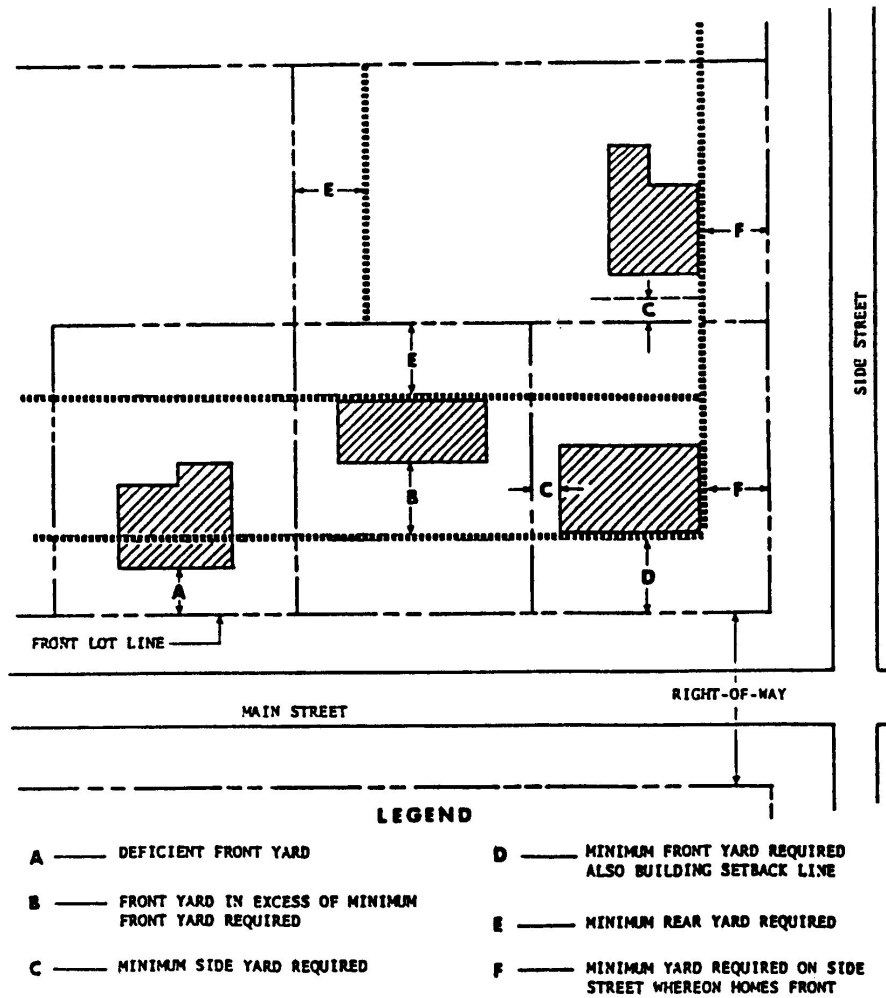 E
F
C
SIDE STREET
E
B
C
F
A
D
FRONT LOT LINE
RIGHT-OF-WAY
MAIN STREET
LEGEND
A DEFICIENT FRONT YARD
B FRONT YARD IN EXCESS OF MINIMUM
FRONT YARD REQUIRED
C MINIMUM SIDE YARD REQUIRED
D MINIMUM FRONT YARD REQUIRED
ALSO BUILDING SETBACK LINE
E MINIMUM REAR YARD REQUIRED
F MINIMUM YARD REQUIRED ON SIDE
STREET WHEREON HOMES FRONT